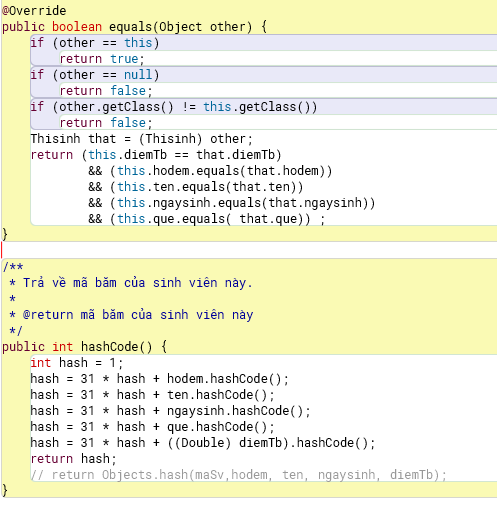 @Override
public boolean equals(Object other) {
if (other == this)
return true;
if (other == null)
return false;
if (other.getClass() != this.getClass())
return false;
Thisinh that = (Thisinh) other;
return (this.diemTb == that.diemTb)
&& (this.hodem.equals(that.hodem))
&& (this.ten.equals(that.ten))
&& (this.ngaysinh.equals(that.ngaysinh))
&& (this.que.equals( that.que)) ;
}
/**
* Trả về mã băm của sinh viên này.
*
* @return mã băm của sinh viên này
*/
public int hashCode() {
int hash = 1;
hash = 31 * hash + hodem.hashCode();
hash = 31 * hash + ten.hashCode();
hash = 31 * hash + ngaysinh.hashCode();
hash = 31 * hash + que.hashCode();
hash = 31 * hash + ((Double) diemTb).hashCode();
return hash;
// return Objects.hash(maSv,hodem, ten, ngaysinh, diemTb);
}